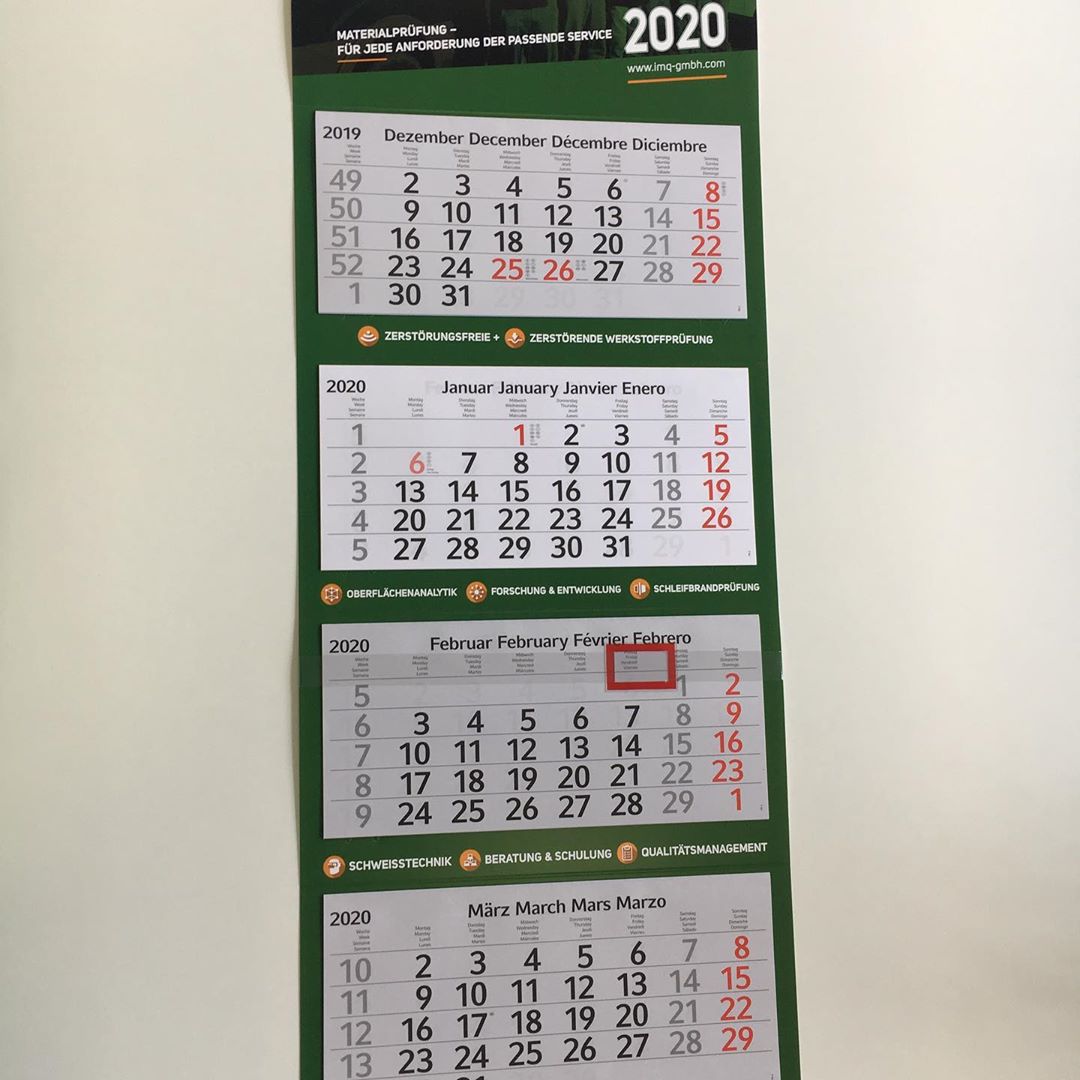 MATERIALPRÜFUNG –
FÜR JEDE ANFORDERUNG DER PASSENDE SERVICE
2020
www.imq-gmbh.com
2019 Dezember December Décembre Diciembre
49 2 3 4 5 6 7 8
50 9 10 11 12 13 14 15
51 16 17 18 19 20 21 22
52 23 24 25 26 27 28 29
1 30 31
ZERSTÖRUNGSFREIE + ZERSTÖRENDE WERKSTOFFPRÜFUNG
2020 Januar January Janvier Enero
1 1 2 3 4 5
2 6 7 8 9 10 11 12
3 13 14 15 16 17 18 19
4 20 21 22 23 24 25 26
5 27 28 29 30 31
OBERFLÄCHENANALYTIK FORSCHUNG & ENTWICKLUNG SCHLEIFBRANDPRÜFUNG
2020 Februar February Février Febrero
5 1 2
6 3 4 5 6 7 8 9
7 10 11 12 13 14 15 16
8 17 18 19 20 21 22 23
9 24 25 26 27 28 29 1
SCHWEISSTECHNIK BERATUNG & SCHULUNG QUALITÄTSMANAGEMENT
2020 März March Mars Marzo
10 2 3 4 5 6 7 8
11 9 10 11 12 13 14 15
12 16 17 18 19 20 21 22
13 23 24 25 26 27 28 29